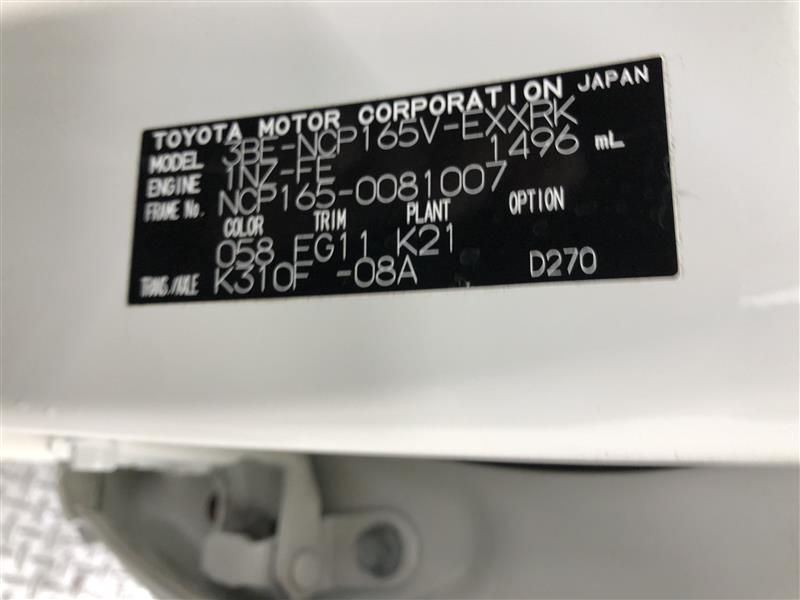 TOYOTA MOTOR CORPORATION JAPAN
MODEL 3BE-NCP165V-EXXRK
ENGINE 1NZ-FE 1496 mL
FRAME No. NCP165-0081007
COLOR TRIM PLANT OPTION
058 FG11 K21
TRANS./AXLE K310F -08A D270